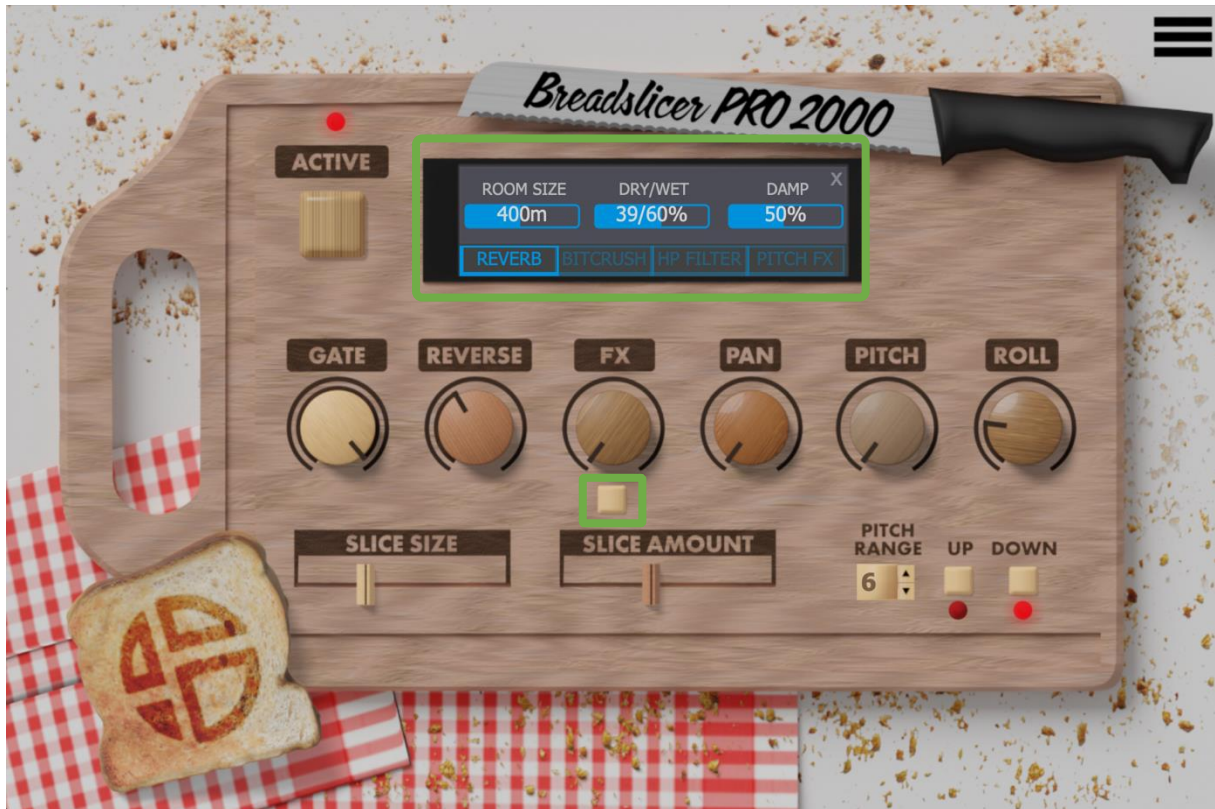 Breadslicer PRO 2000
ACTIVE
ROOM SIZE DRY/WET DAMP X
400m 39/60% 50%
REVERB BITCRUSH HP FILTER PITCH FX
GATE REVERSE FX PAN PITCH ROLL
SLICE SIZE SLICE AMOUNT PITCH RANGE UP DOWN
6